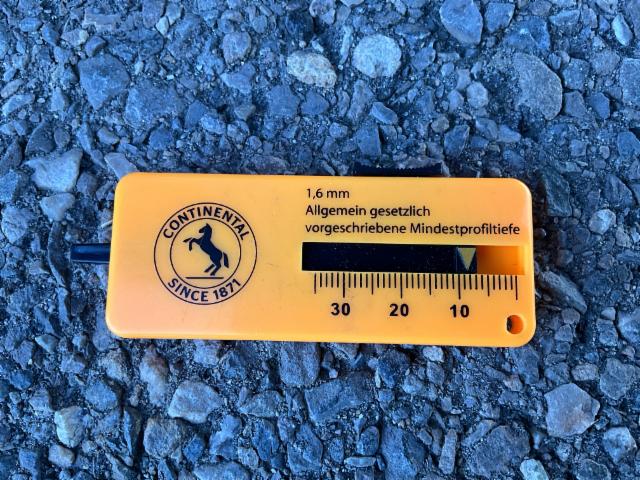 CONTINENTAL
SINCE 1871
1,6 mm
Allgemein gesetzlich
vorgeschriebene Mindestprofiltiefe
30 20 10